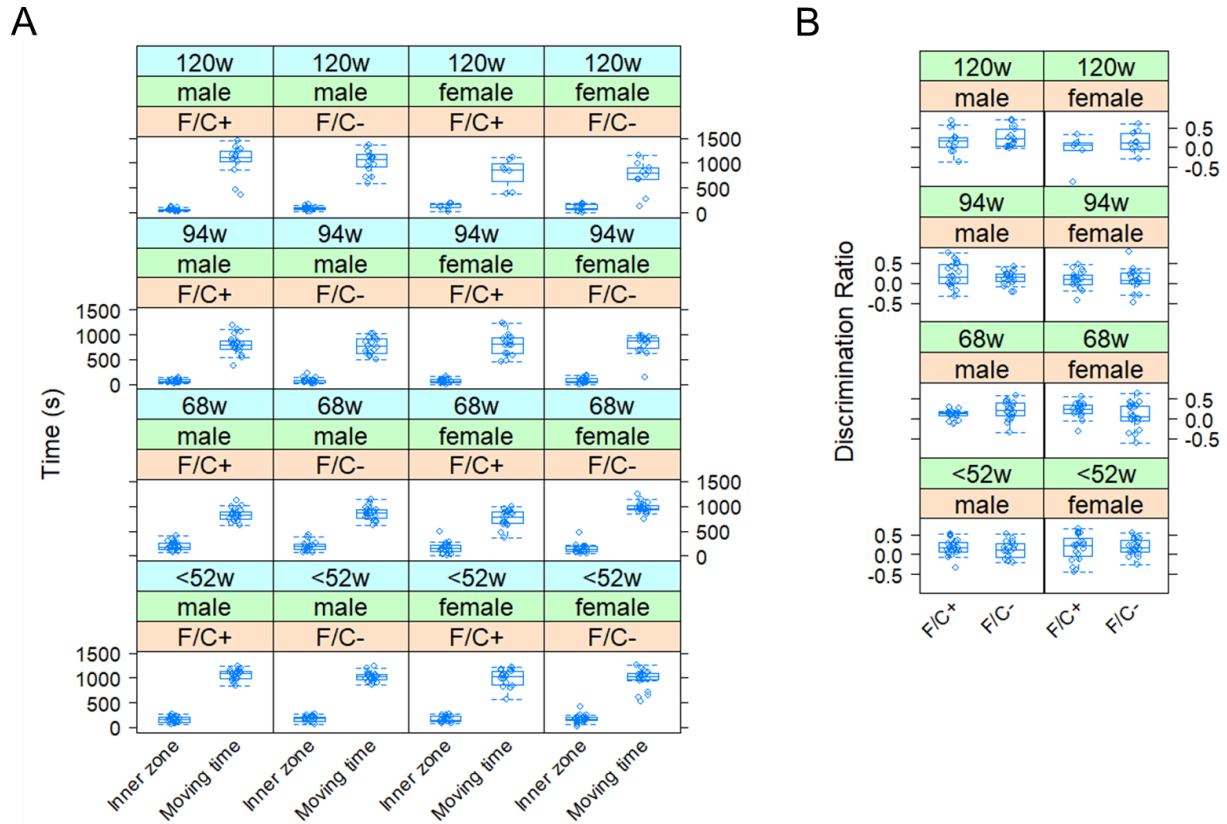 A
B
120w 120w 120w 120w
male male female female
F/C+ F/C- F/C+ F/C-
1500
1000
500
0
94w 94w 94w 94w
male male female female
F/C+ F/C- F/C+ F/C-
1500
1000
500
0
68w 68w 68w 68w
male male female female
F/C+ F/C- F/C+ F/C-
1500
1000
500
0
<52w <52w <52w <52w
male male female female
F/C+ F/C- F/C+ F/C-
1500
1000
500
0
Time (s)
Inner zone Moving time Inner zone Moving time Inner zone Moving time Inner zone Moving time
120w 120w
male female
0.5
0.0
-0.5
94w 94w
male female
0.5
0.0
-0.5
68w 68w
male female
0.5
0.0
-0.5
<52w <52w
male female
0.5
0.0
-0.5
Discrimination Ratio
F/C+ F/C- F/C+ F/C-